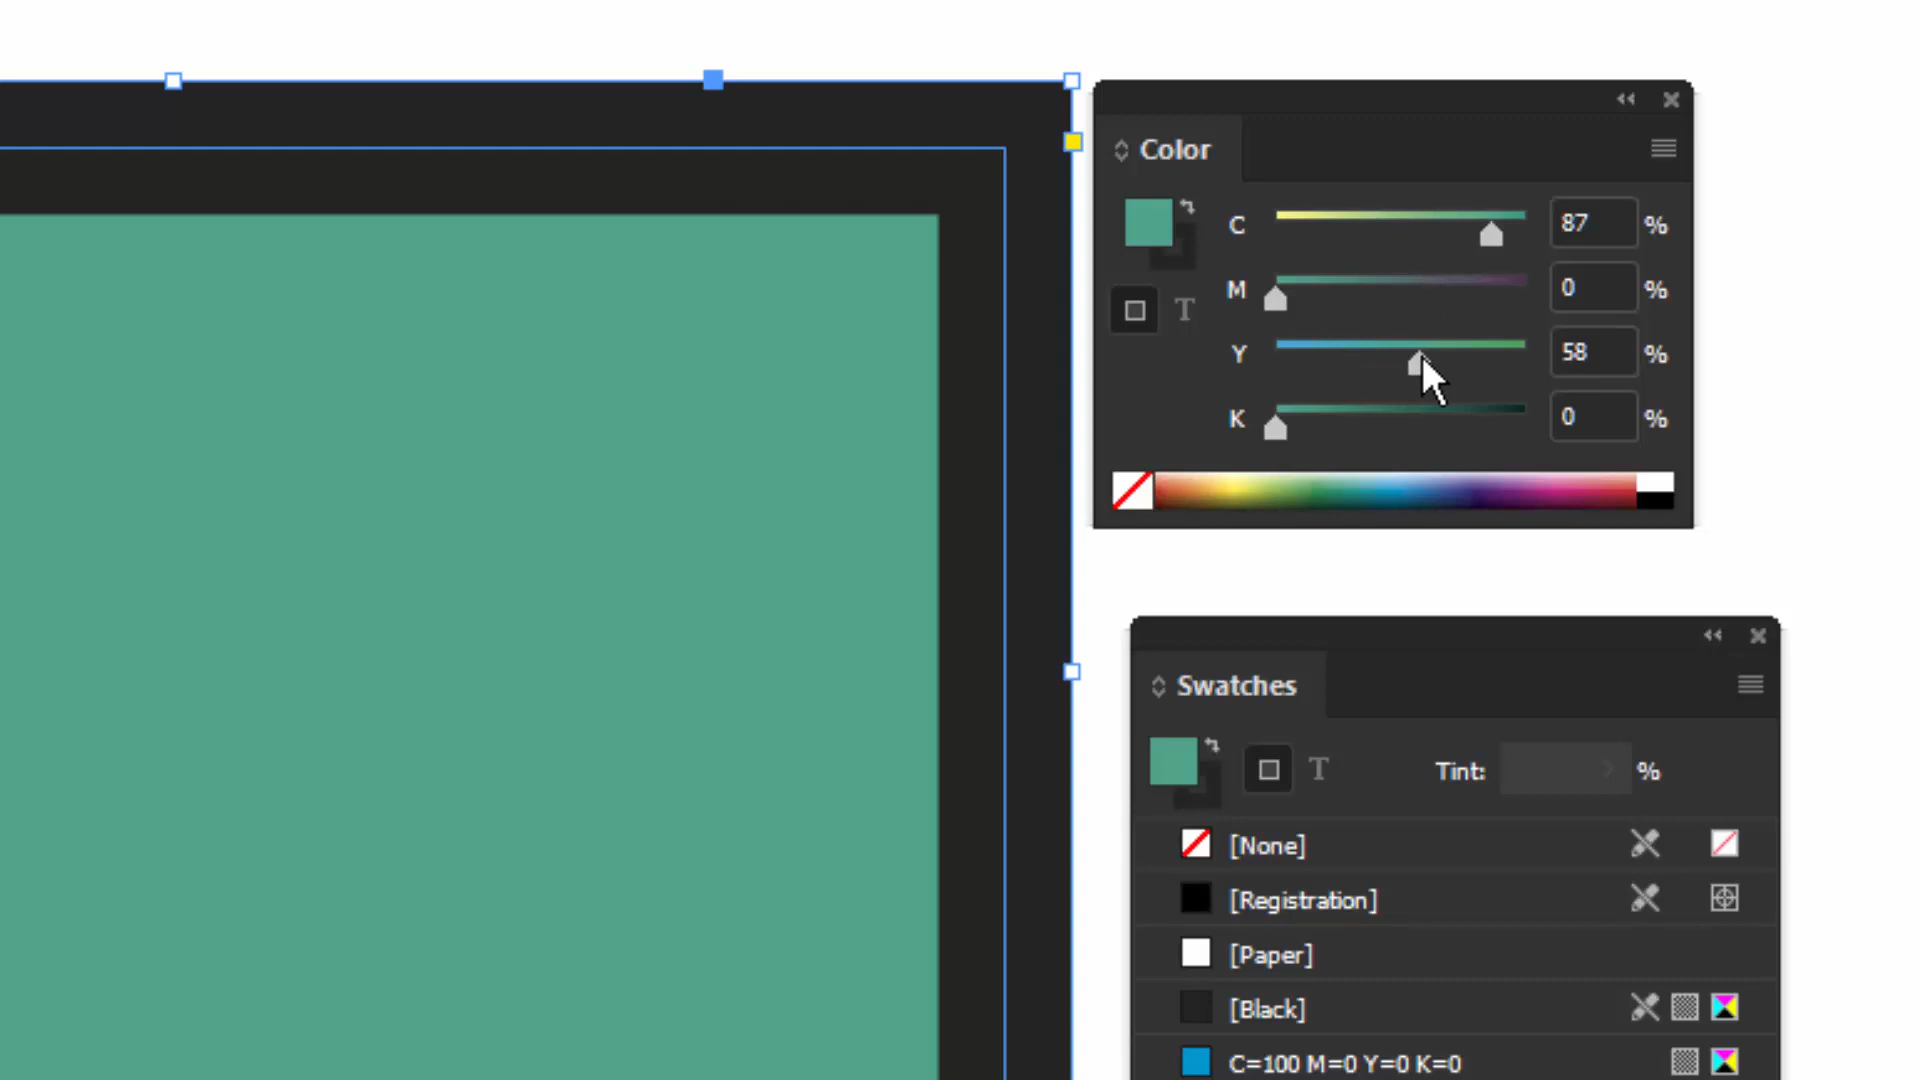 Color
C 87 %
M 0 %
T
Y 58 %
K 0 %
Swatches
T Tint: %
[None]
[Registration]
[Paper]
[Black]
C=100 M=0 Y=0 K=0